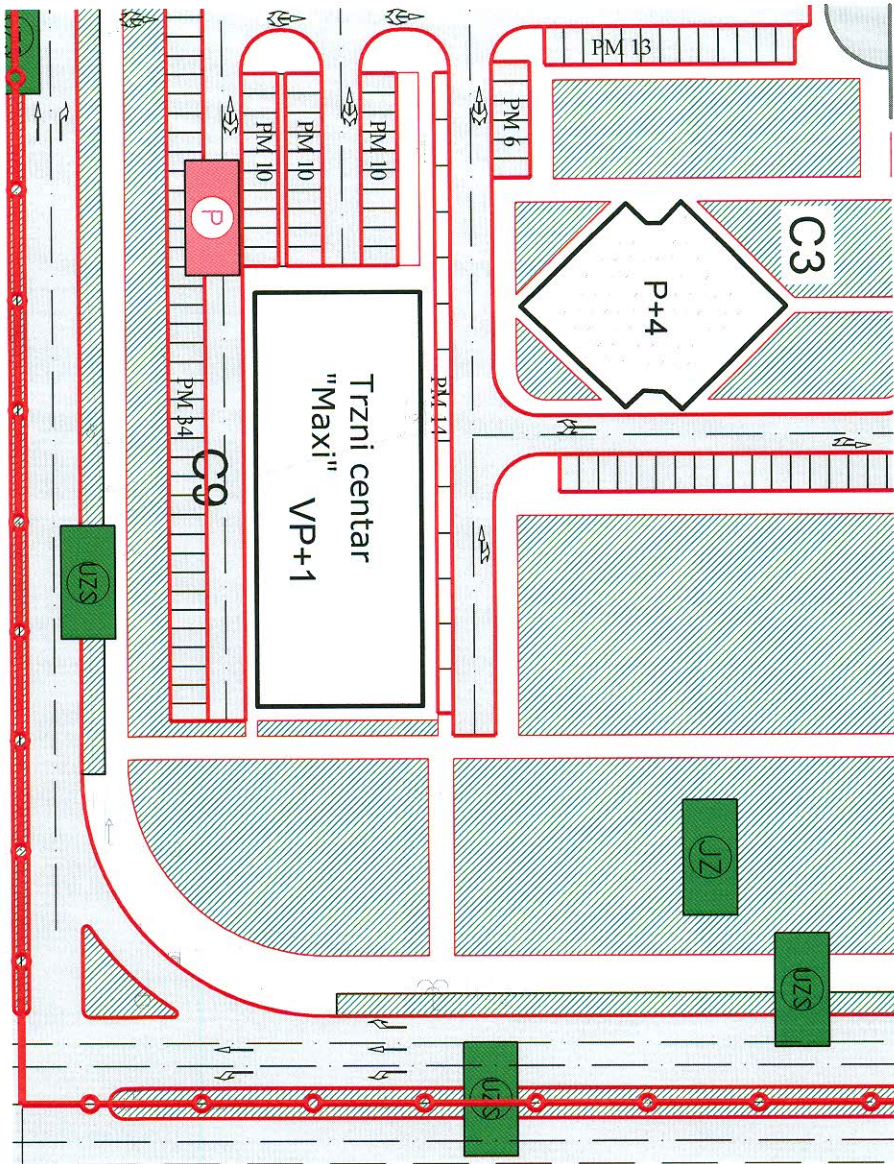 PM 13
PM 6
PM 10
PM 10
PM 10
P
C3
P+4
PM 14
PM 34
C9
Trzni centar
"Maxi"
VP+1
UZS
JZ
UZS
UZS